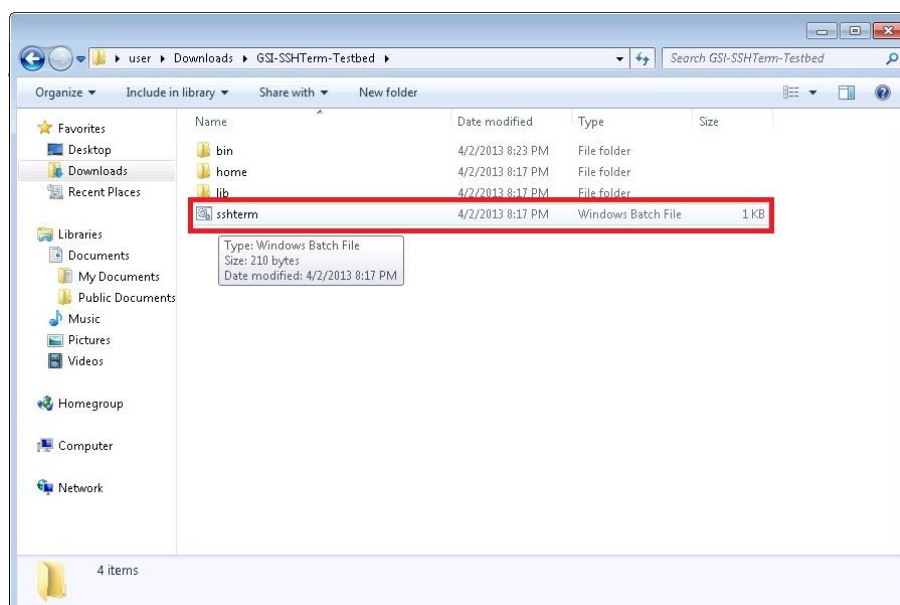 user ▸ Downloads ▸ GSI-SSHTerm-Testbed ▸
Search GSI-SSHTerm-Testbed
Organize Include in library Share with New folder
Favorites
Desktop
Downloads
Recent Places
Libraries
Documents
My Documents
Public Documents
Music
Pictures
Videos
Homegroup
Computer
Network
Name Date modified Type Size
bin 4/2/2013 8:23 PM File folder
home 4/2/2013 8:17 PM File folder
lib 4/2/2013 8:17 PM File folder
sshterm 4/2/2013 8:17 PM Windows Batch File 1 KB
Type: Windows Batch File
Size: 210 bytes
Date modified: 4/2/2013 8:17 PM
4 items